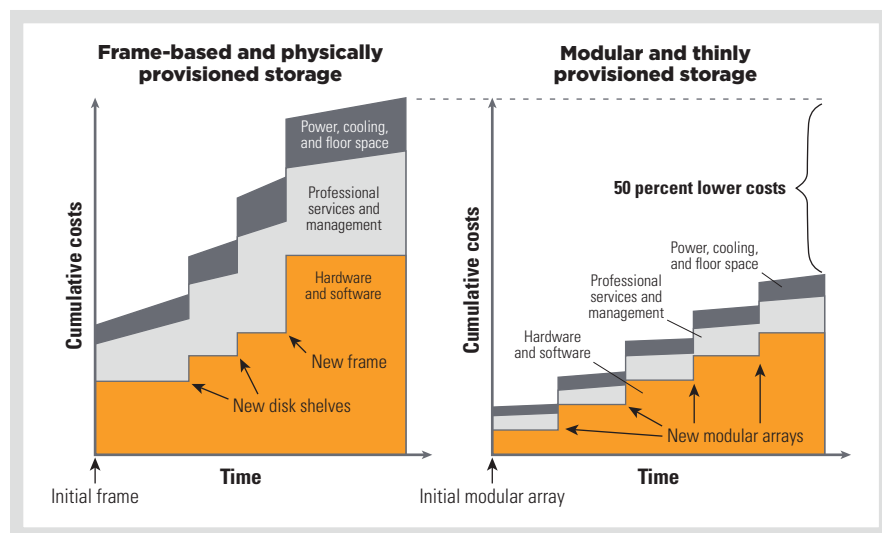 Frame-based and physically
provisioned storage
Power, cooling,
and floor space
Professional
services and
management
Hardware
and software
New frame
New disk shelves
Cumulative costs
Time
Initial frame
Modular and thinly
provisioned storage
50 percent lower costs
Power, cooling,
and floor space
Professional
services and
management
Hardware
and software
New modular arrays
Cumulative costs
Time
Initial modular array